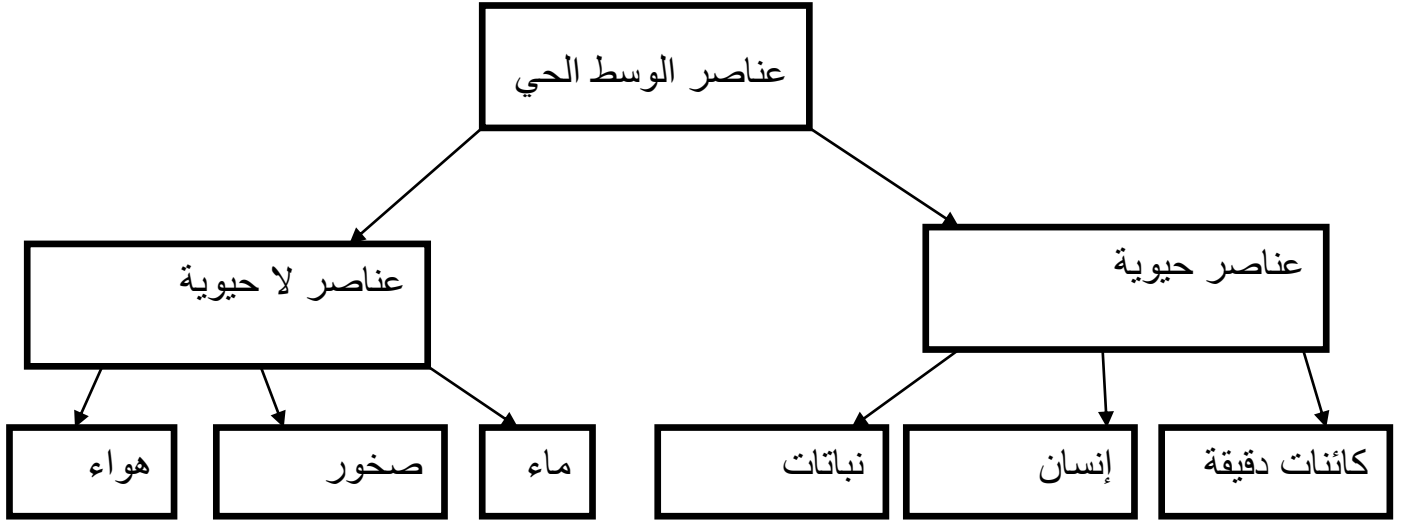 عناصر الوسط الحي
عناصر حيوية
عناصر لا حيوية
كائنات دقيقة
إنسان
نباتات
ماء
صخور
هواء